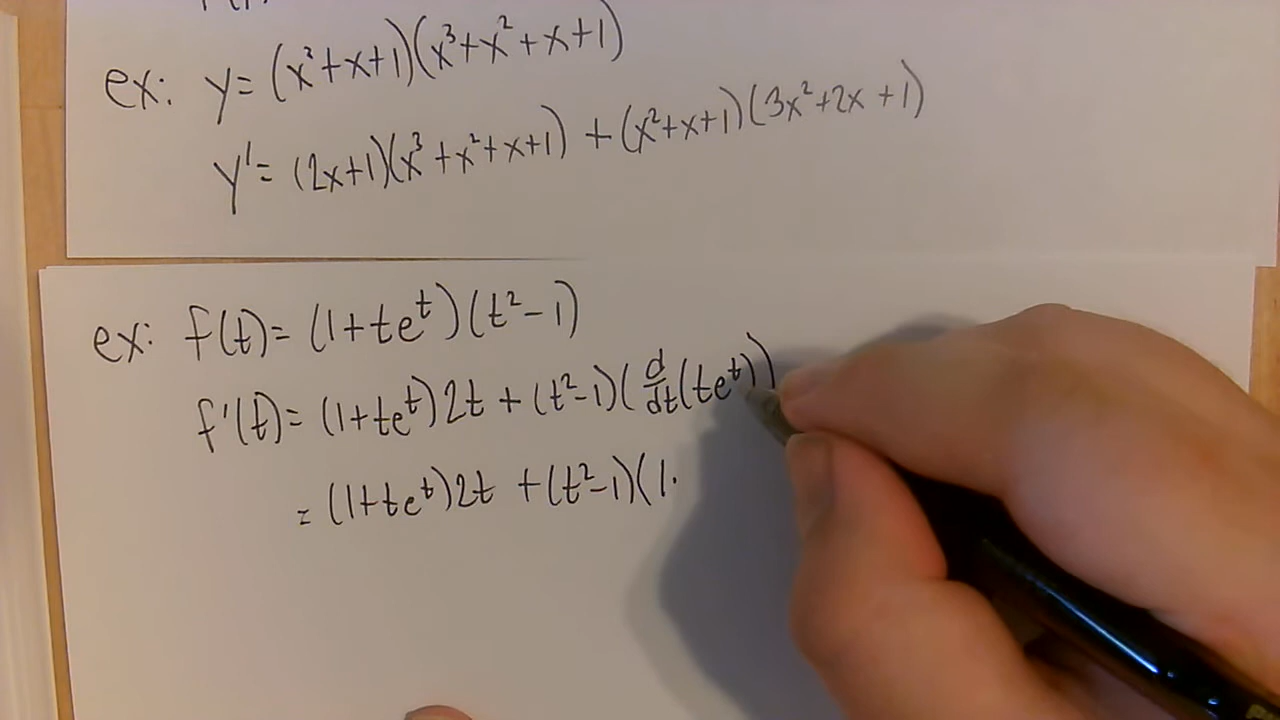 ex: y = (x²+x+1)(x³+x²+x+1)
y' = (2x+1)(x³+x²+x+1) + (x²+x+1)(3x²+2x+1)
ex: f(t) = (1+te^t)(t²-1)
f'(t) = (1+te^t)2t + (t²-1)(d/dt(te^t))
= (1+te^t)2t + (t²-1)(1·